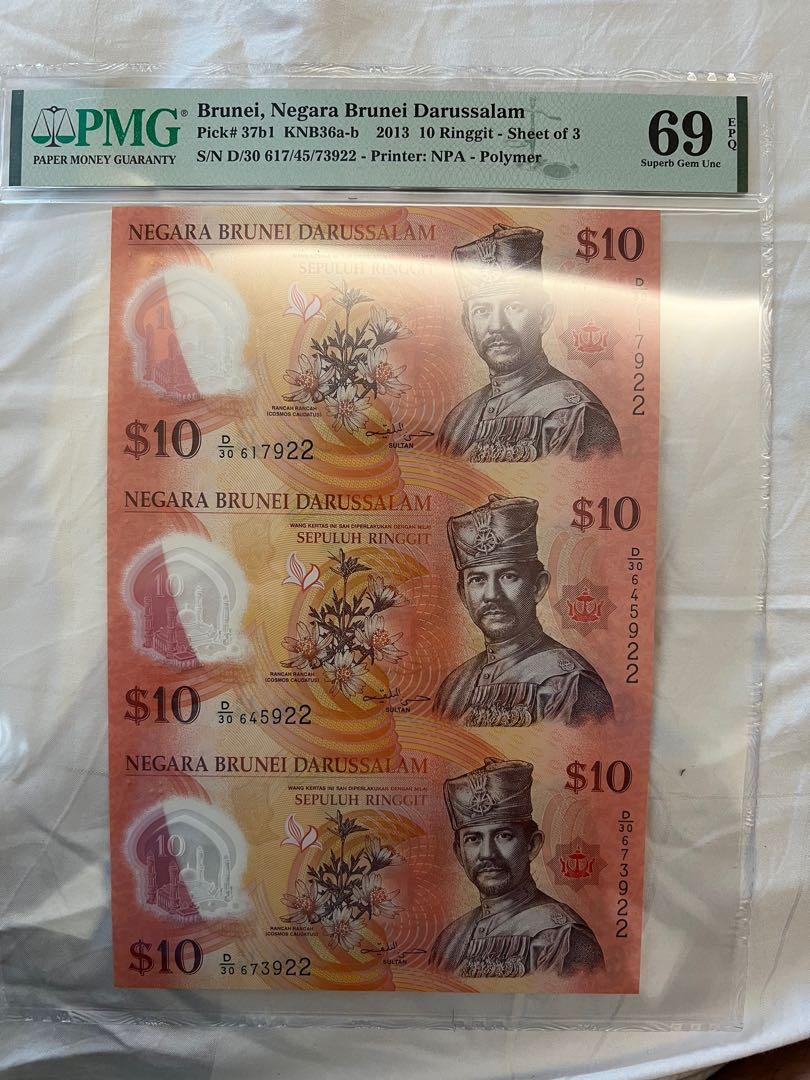 PMG®
PAPER MONEY GUARANTY
Brunei, Negara Brunei Darussalam
Pick# 37b1 KNB36a-b 2013 10 Ringgit - Sheet of 3
S/N D/30 617/45/73922 - Printer: NPA - Polymer
69
EPQ
Superb Gem Unc
NEGARA BRUNEI DARUSSALAM
$10
SEPULUH RINGGIT
10
RANCAH RANCAH
(COSMOS CAUDATUS)
SULTAN
$10
D/30 617922
NEGARA BRUNEI DARUSSALAM
$10
WANG KERTAS INI SAH DIPERLAKUKAN DENGAN NILAI
SEPULUH RINGGIT
D/30 645922
10
RANCAH RANCAH
(COSMOS CAUDATUS)
SULTAN
$10
D/30 645922
NEGARA BRUNEI DARUSSALAM
$10
WANG KERTAS INI SAH DIPERLAKUKAN DENGAN NILAI
SEPULUH RINGGIT
D/30 673922
10
RANCAH RANCAH
(COSMOS CAUDATUS)
SULTAN
$10
D/30 673922